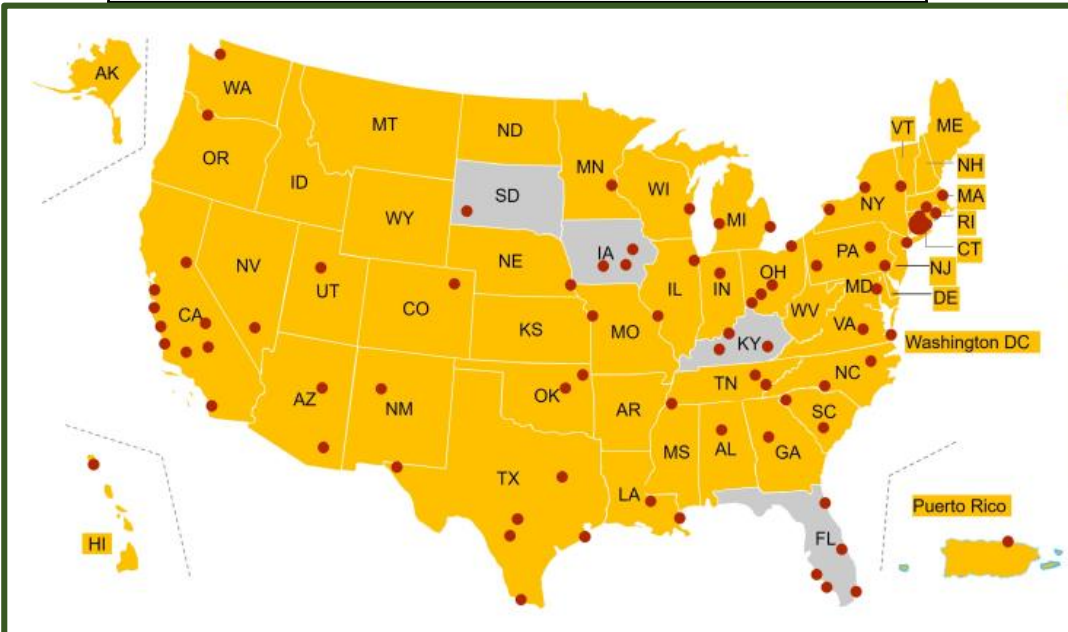 AK
WA
MT
ND
MN
VT
ME
OR
ID
SD
WI
MI
NY
NH
MA
RI
CT
WY
IA
NE
PA
NJ
NV
UT
CO
IL
IN
OH
MD
DE
WV
CA
KS
MO
KY
VA
Washington DC
AZ
NM
OK
AR
TN
NC
SC
MS
AL
GA
TX
LA
FL
Puerto Rico
HI